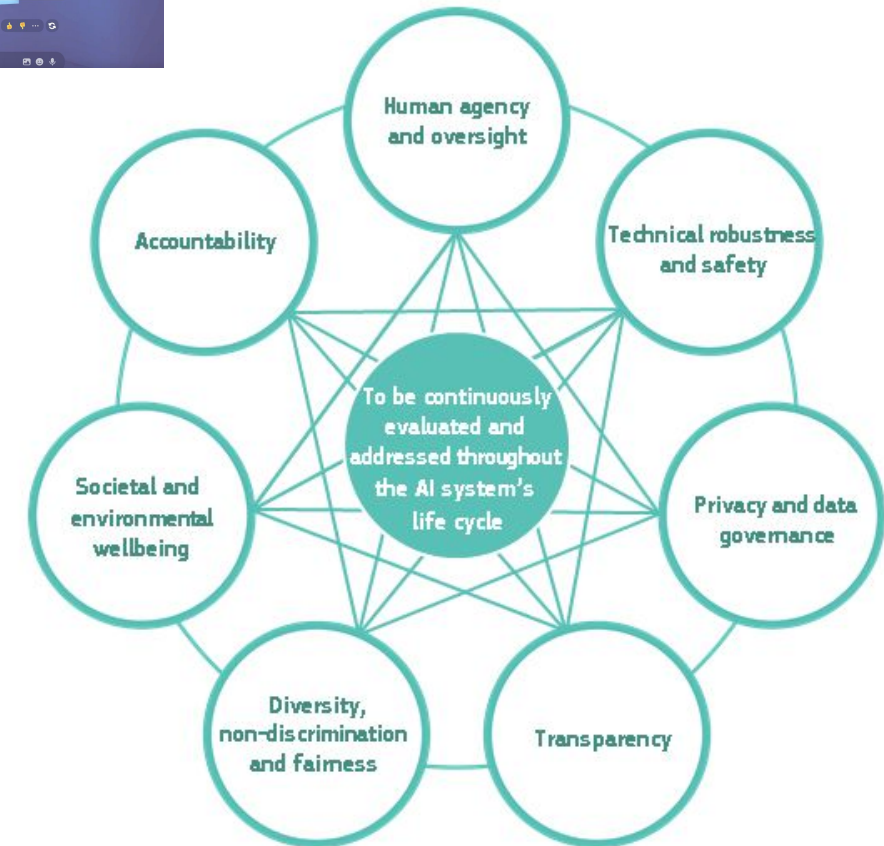 Human agency
and oversight
Technical robustness
and safety
Privacy and data
governance
Transparency
Diversity,
non-discrimination
and fairness
Societal and
environmental
wellbeing
Accountability
To be continuously
evaluated and
addressed throughout
the AI system's
life cycle